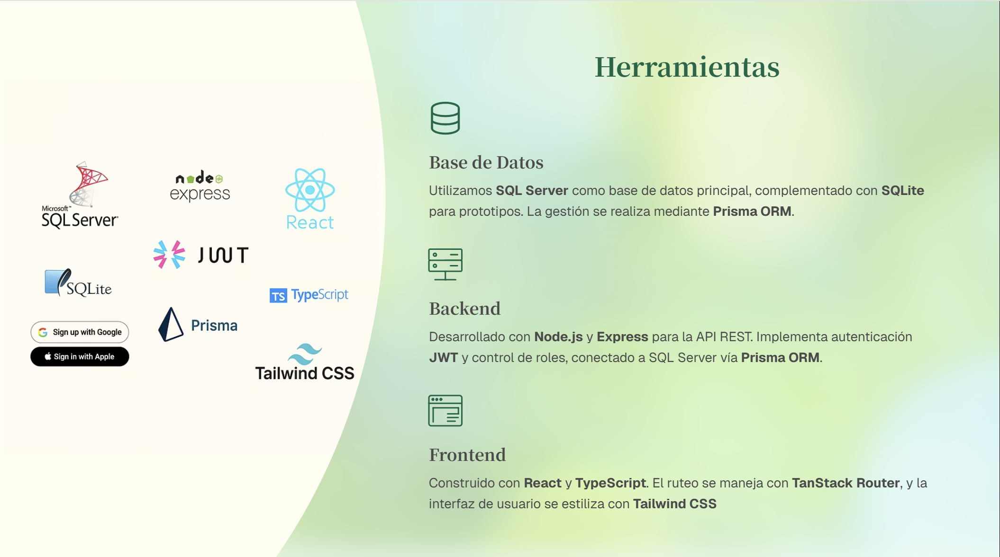 Herramientas
Microsoft™
SQL Server
node
express
React
JWT
SQLite
TS TypeScript
Prisma
Sign up with Google
Sign in with Apple
Tailwind CSS
Base de Datos
Utilizamos SQL Server como base de datos principal, complementado con SQLite
para prototipos. La gestión se realiza mediante Prisma ORM.
Backend
Desarrollado con Node.js y Express para la API REST. Implementa autenticación
JWT y control de roles, conectado a SQL Server vía Prisma ORM.
Frontend
Construido con React y TypeScript. El ruteo se maneja con TanStack Router, y la
interfaz de usuario se estiliza con Tailwind CSS